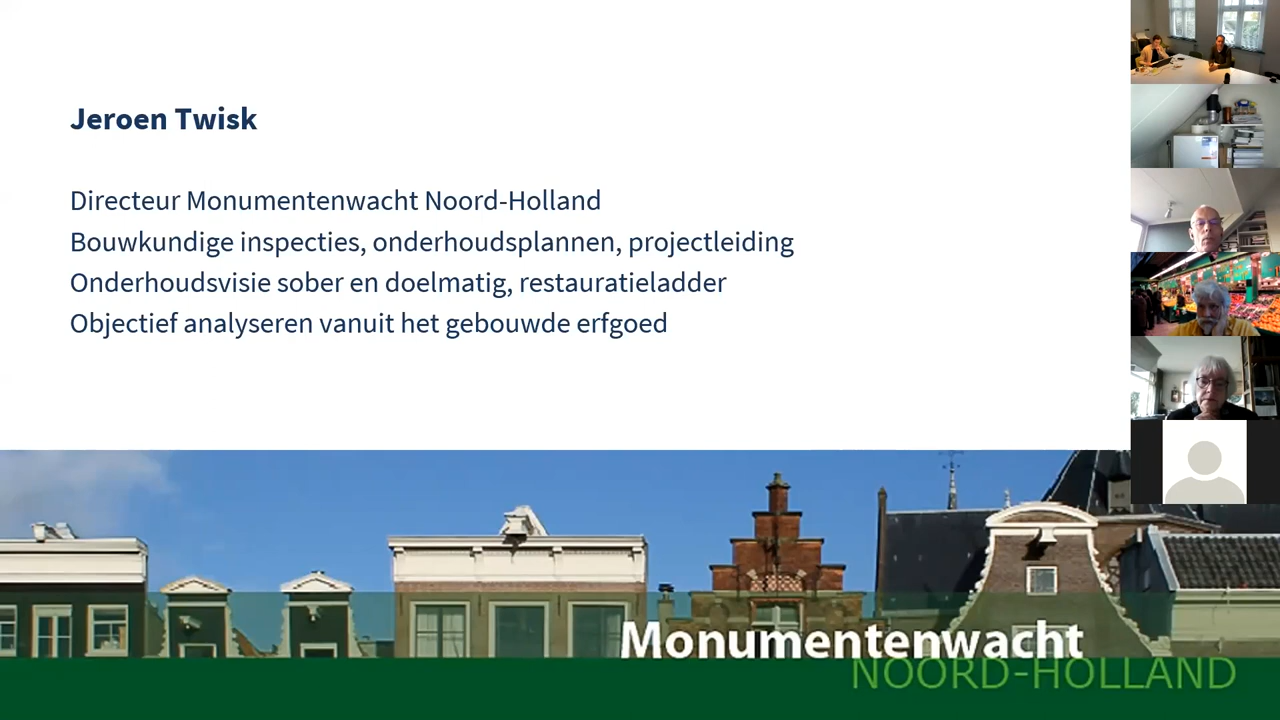 Jeroen Twisk
Directeur Monumentenwacht Noord-Holland
Bouwkundige inspecties, onderhoudsplannen, projectleiding
Onderhoudsvisie sober en doelmatig, restauratieladder
Objectief analyseren vanuit het gebouwde erfgoed
Monumentenwacht
NOORD-HOLLAND